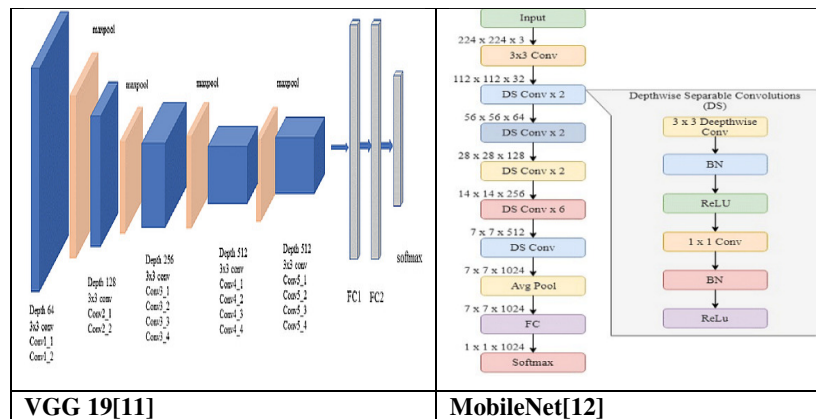 maxpool
maxpool
maxpool
maxpool
Depth 64
3x3 conv
Conv1_1
Conv1_2
Depth 128
3x3 conv
Conv2_1
Conv2_2
Depth 256
3x3 conv
Conv3_1
Conv3_2
Conv3_3
Conv3_4
Depth 512
3x3 conv
Conv4_1
Conv4_2
Conv4_3
Conv4_4
Depth 512
3x3 conv
Conv5_1
Conv5_2
Conv5_3
Conv5_4
FC1
FC2
softmax
VGG 19[11]
Input
224 x 224 x 3
3x3 Conv
112 x 112 x 32
DS Conv x 2
56 x 56 x 64
DS Conv x 2
28 x 28 x 128
DS Conv x 2
14 x 14 x 256
DS Conv x 6
7 x 7 x 512
DS Conv
7 x 7 x 1024
Avg Pool
7 x 7 x 1024
FC
1 x 1 x 1024
Softmax
Depthwise Separable Convolutions
(DS)
3 x 3 Deepthwise
Conv
BN
ReLU
1 x 1 Conv
BN
ReLu
MobileNet[12]